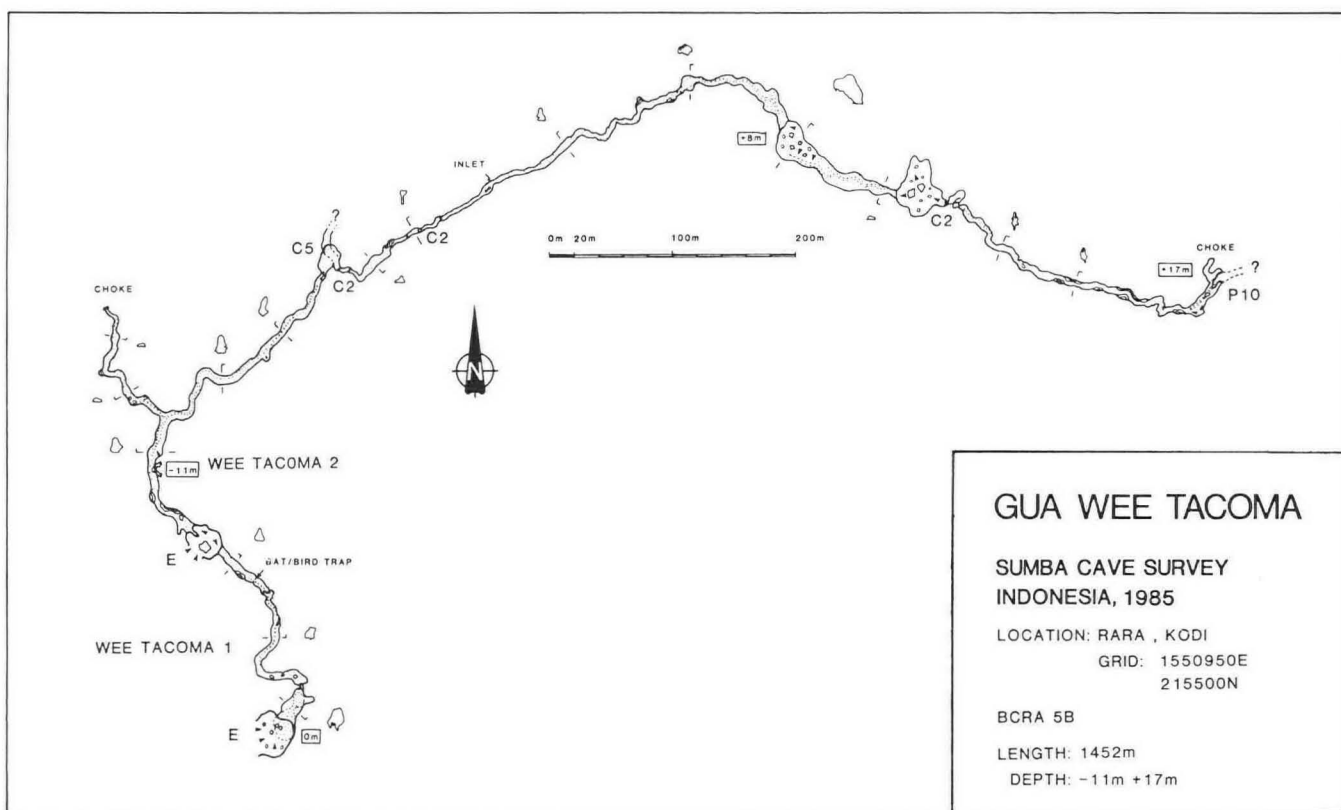 +8m
INLET
?
C5
C2
C2
C2
0m 20m 100m 200m
CHOKE
+17m
?
P10
CHOKE
N
-11m
WEE TACOMA 2
E
BAT/BIRD TRAP
WEE TACOMA 1
E
0m
GUA WEE TACOMA
SUMBA CAVE SURVEY
INDONESIA, 1985
LOCATION: RARA , KODI
GRID: 1550950E
215500N
BCRA 5B
LENGTH: 1452m
DEPTH: -11m +17m